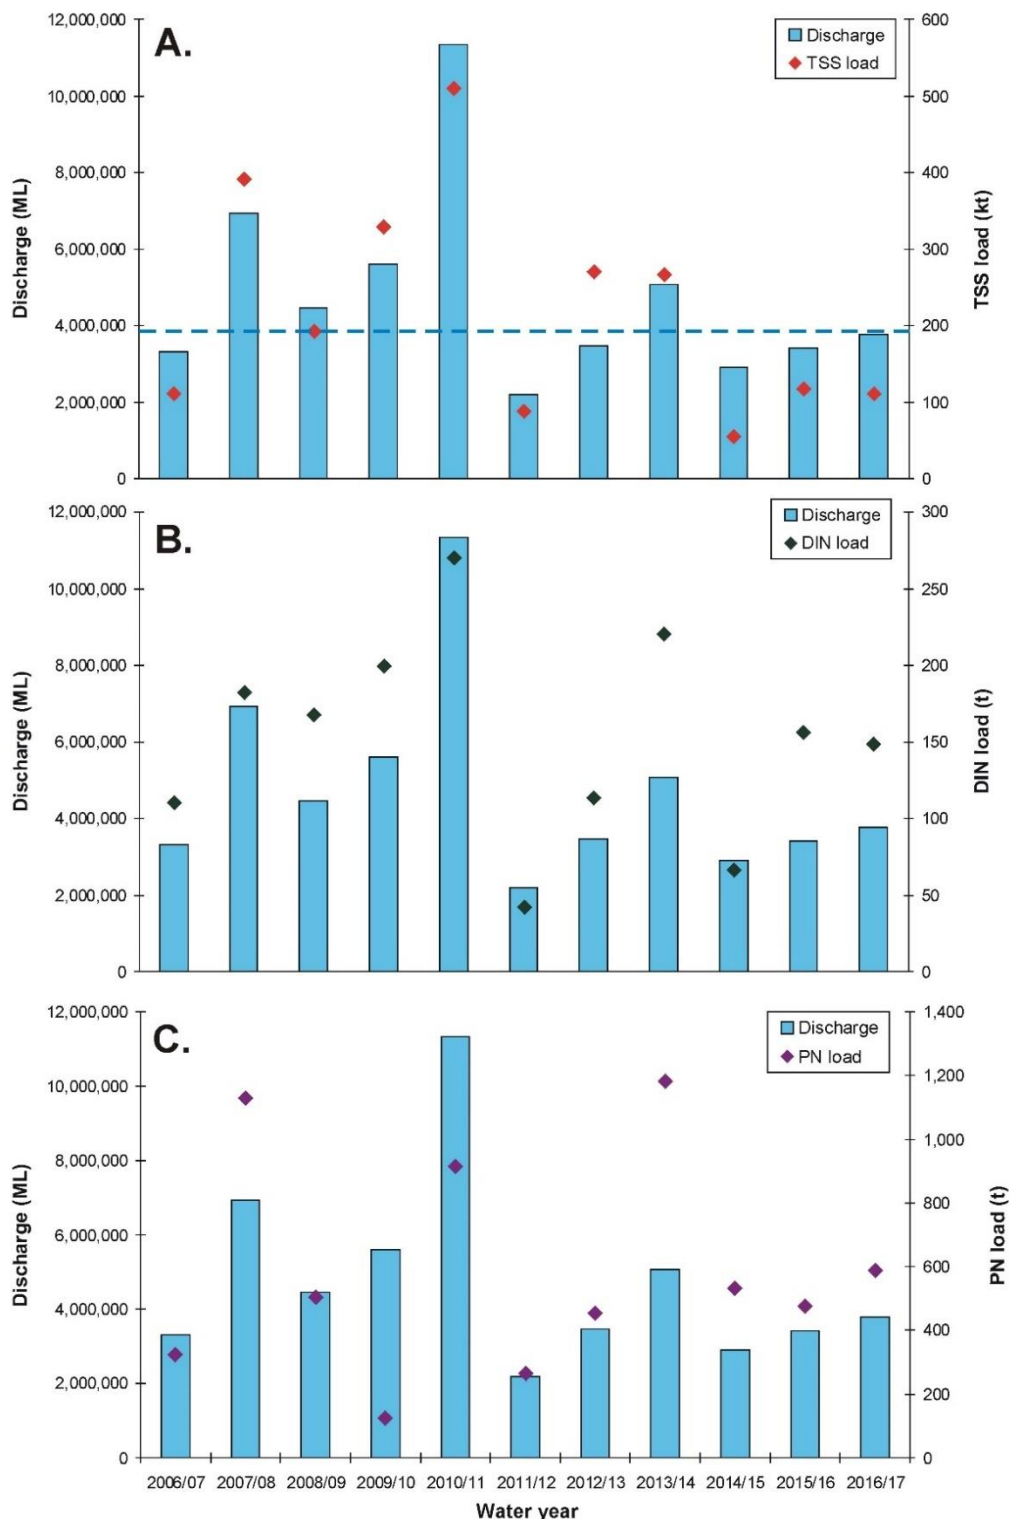 A.
Discharge
TSS load
12,000,000
10,000,000
8,000,000
6,000,000
4,000,000
2,000,000
0
Discharge (ML)
600
500
400
300
200
100
0
TSS load (kt)
B.
Discharge
DIN load
12,000,000
10,000,000
8,000,000
6,000,000
4,000,000
2,000,000
0
Discharge (ML)
300
250
200
150
100
50
0
DIN load (t)
C.
Discharge
PN load
12,000,000
10,000,000
8,000,000
6,000,000
4,000,000
2,000,000
0
Discharge (ML)
1,400
1,200
1,000
800
600
400
200
0
PN load (t)
2006/07 2007/08 2008/09 2009/10 2010/11 2011/12 2012/13 2013/14 2014/15 2015/16 2016/17
Water year